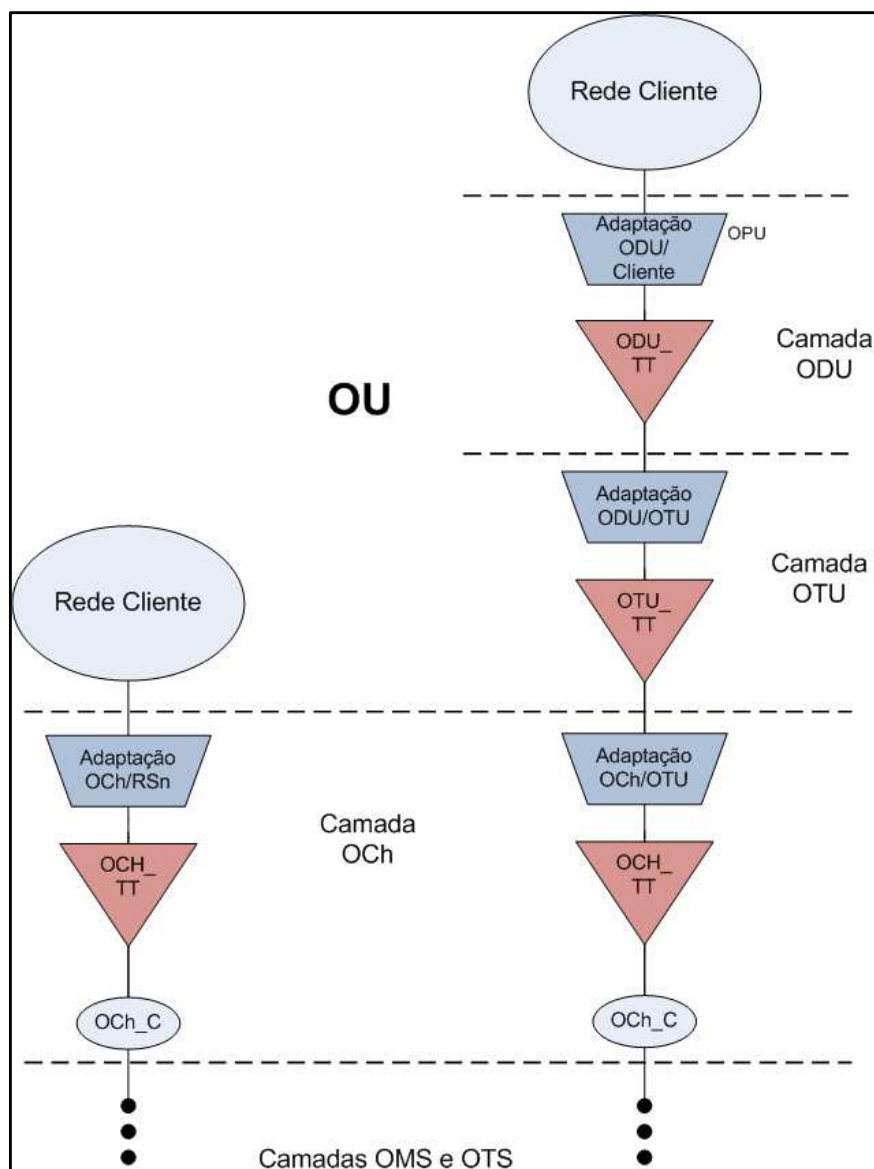 Rede Cliente
Adaptação
ODU/
Cliente
OPU
ODU_
TT
Camada
ODU
OU
Adaptação
ODU/OTU
Camada
OTU
OTU_
TT
Rede Cliente
Adaptação
OCh/RSn
Adaptação
OCh/OTU
Camada
OCh
OCH_
TT
OCH_
TT
OCh_C
OCh_C
Camadas OMS e OTS